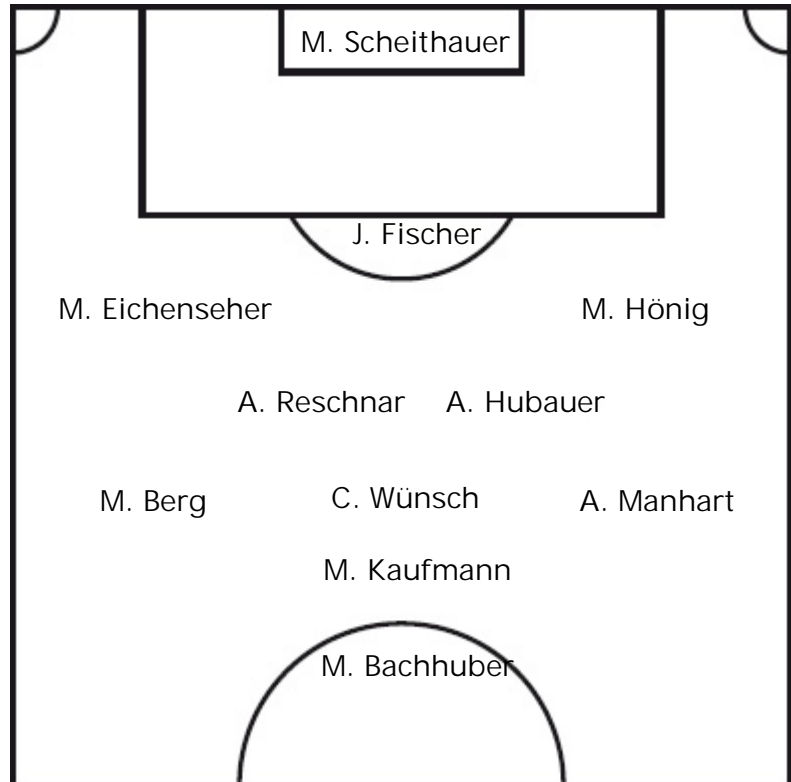 M. Scheithauer
J. Fischer
M. Eichenseher M. Hönig
A. Reschnar A. Hubauer
M. Berg C. Wünsch A. Manhart
M. Kaufmann
M. Bachhuber